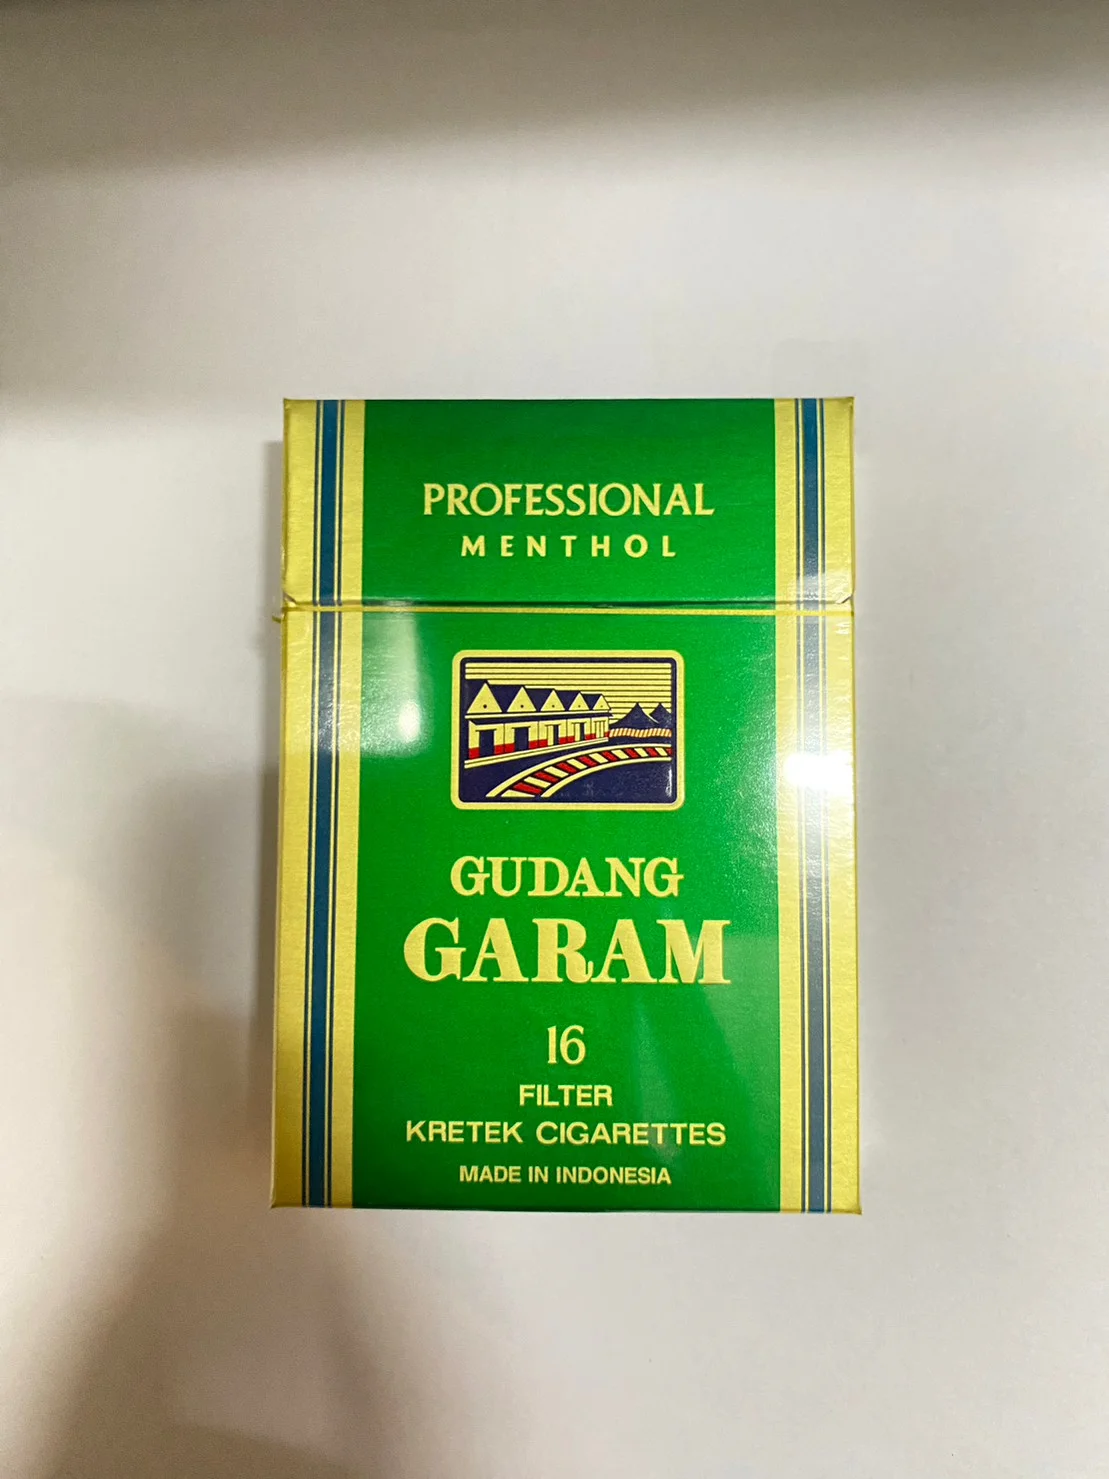 PROFESSIONAL
MENTHOL
GUDANG
GARAM
16
FILTER
KRETEK CIGARETTES
MADE IN INDONESIA